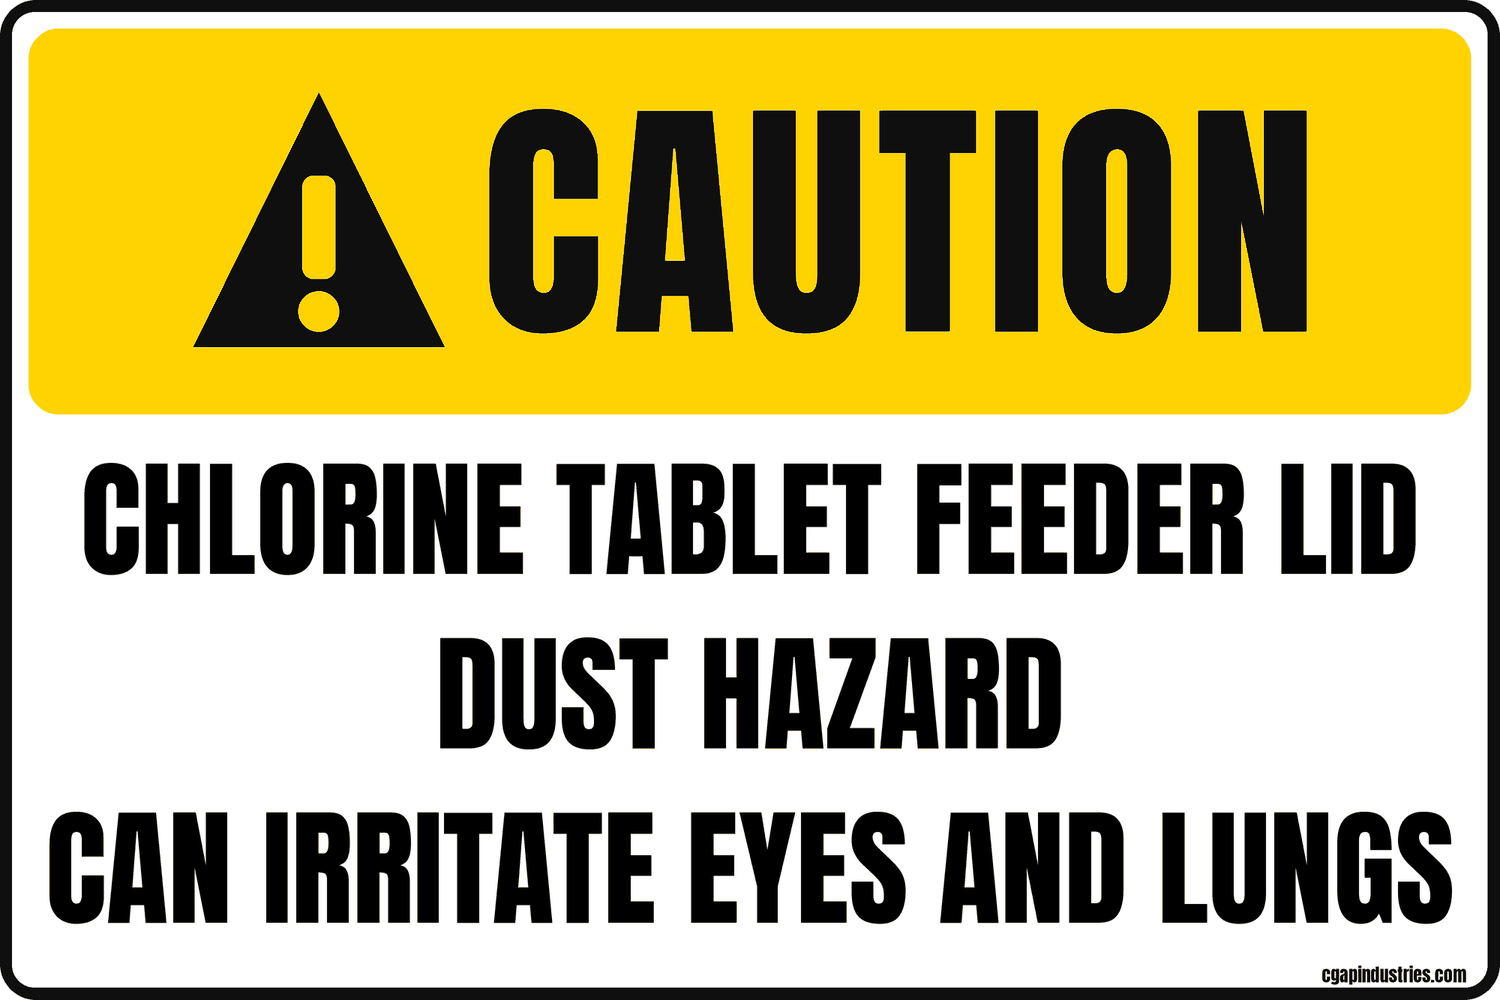 CAUTION
CHLORINE TABLET FEEDER LID
DUST HAZARD
CAN IRRITATE EYES AND LUNGS
cgapindustries.com